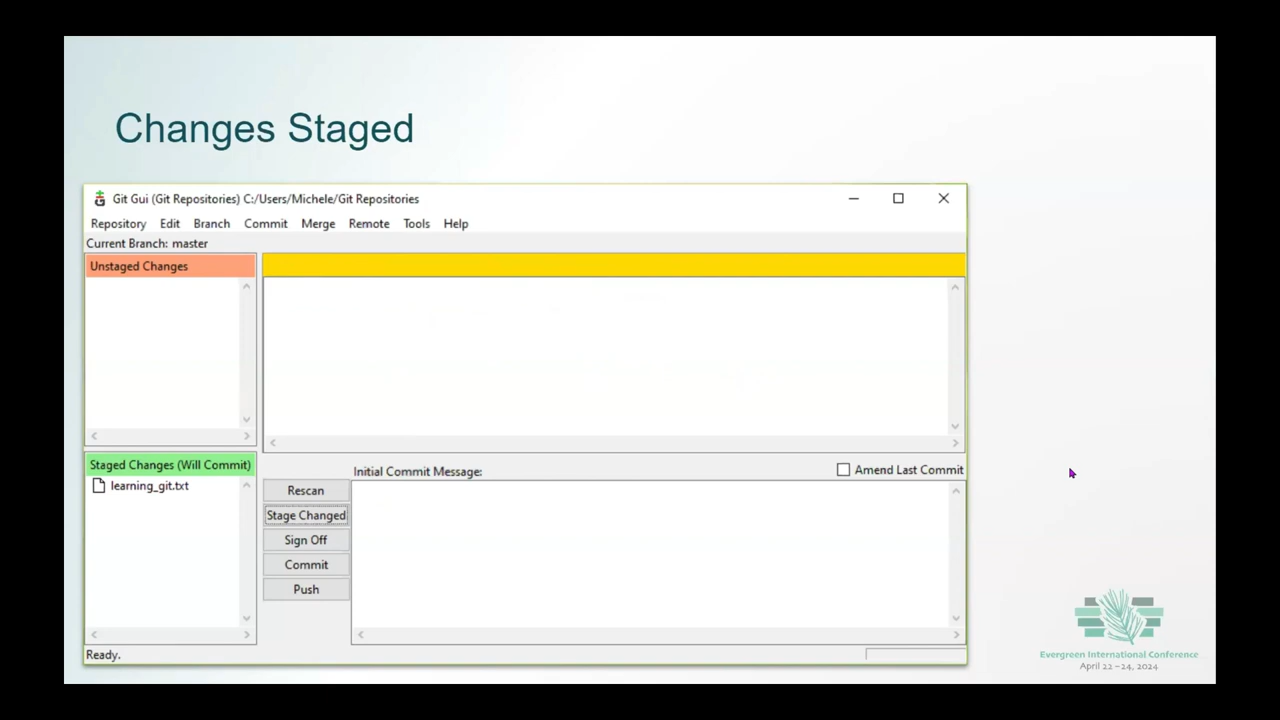 Changes Staged
Git Gui (Git Repositories) C:/Users/Michele/Git Repositories
Repository Edit Branch Commit Merge Remote Tools Help
Current Branch: master
Unstaged Changes
Staged Changes (Will Commit)
learning_git.txt
Initial Commit Message:
Amend Last Commit
Rescan
Stage Changed
Sign Off
Commit
Push
Ready.
Evergreen International Conference
April 22–24, 2024